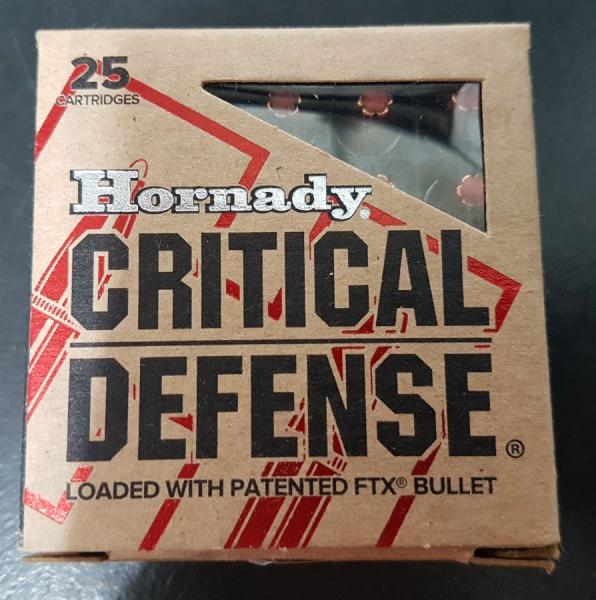 25
CARTRIDGES
Hornady®
CRITICAL
DEFENSE®
LOADED WITH PATENTED FTX® BULLET